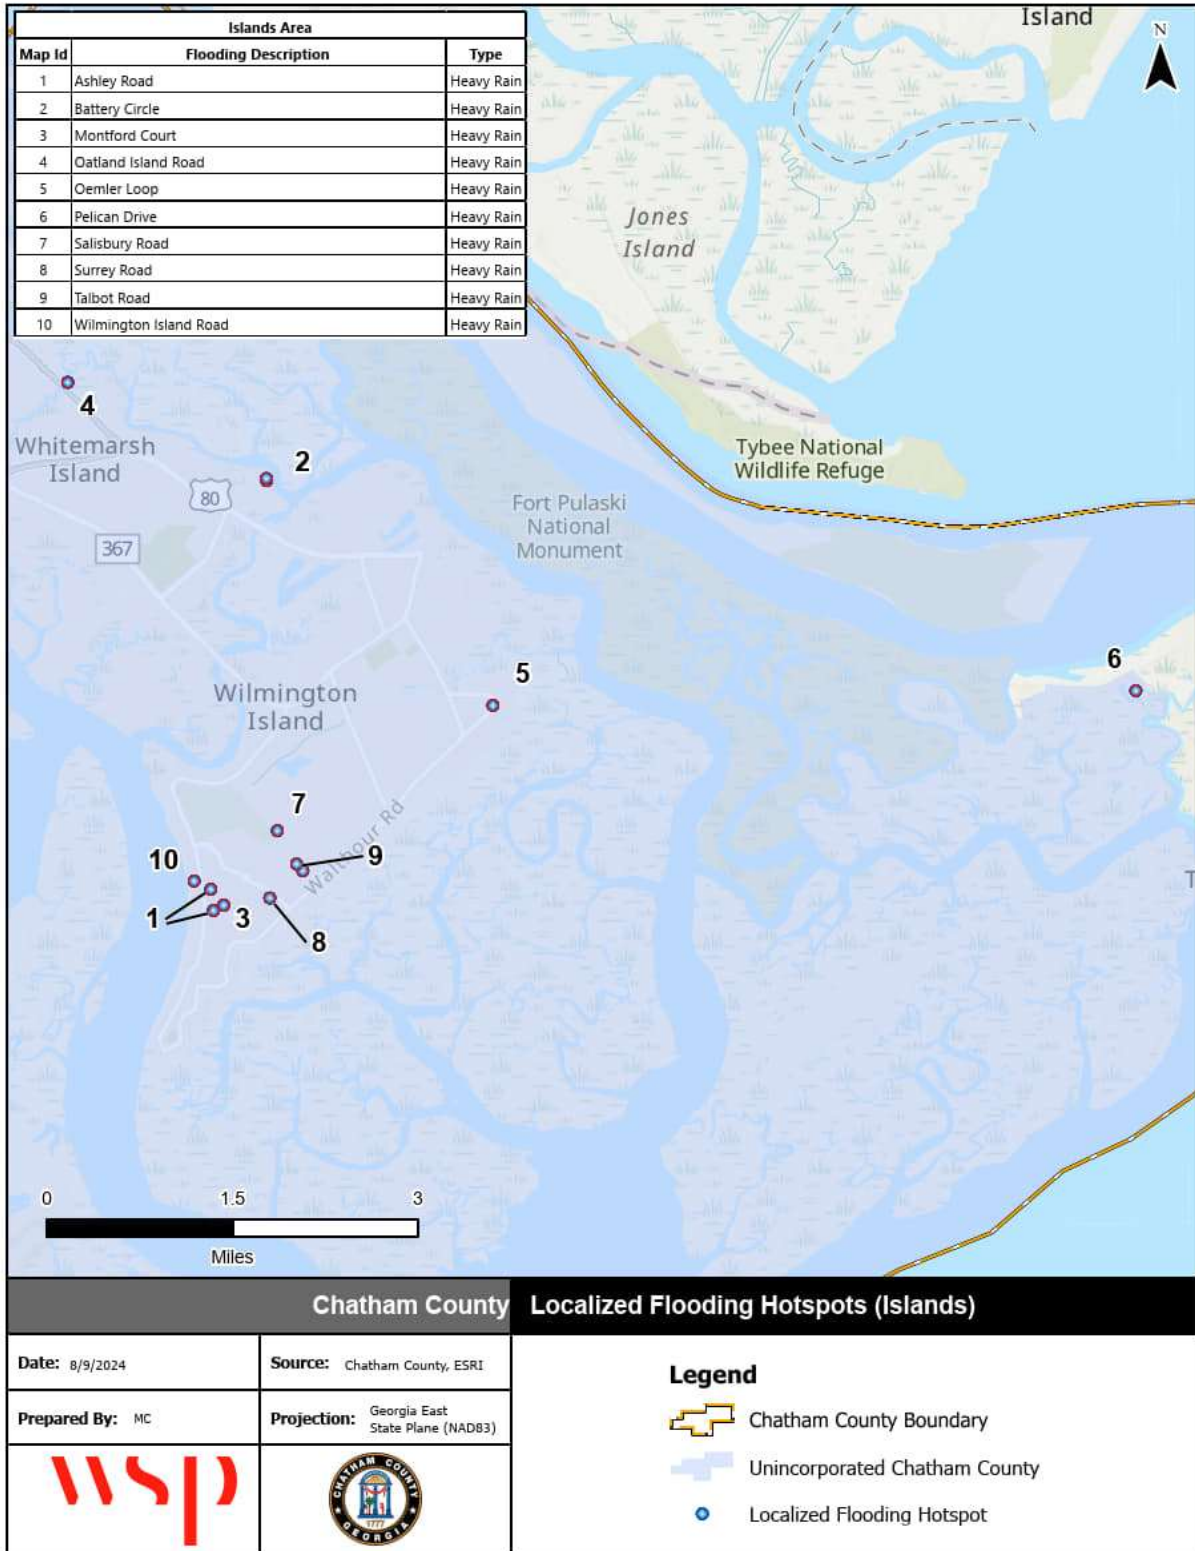 Islands Area
Map Id Flooding Description Type
1 Ashley Road Heavy Rain
2 Battery Circle Heavy Rain
3 Montford Court Heavy Rain
4 Oatland Island Road Heavy Rain
5 Oemler Loop Heavy Rain
6 Pelican Drive Heavy Rain
7 Salisbury Road Heavy Rain
8 Surrey Road Heavy Rain
9 Talbot Road Heavy Rain
10 Wilmington Island Road Heavy Rain
Island
N
Jones
Island
4
Whitemarsh
Island
2
80
367
Tybee National
Wildlife Refuge
Fort Pulaski
National
Monument
Wilmington
Island
5
6
7
Walthour Rd
9
10
1
3
8
T
0 1.5 3
Miles
Chatham County Localized Flooding Hotspots (Islands)
Date: 8/9/2024
Source: Chatham County, ESRI
Prepared By: MC
Projection: Georgia East
State Plane (NAD83)
wsp
CHATHAM COUNTY
1777
GEORGIA
Legend
Chatham County Boundary
Unincorporated Chatham County
Localized Flooding Hotspot